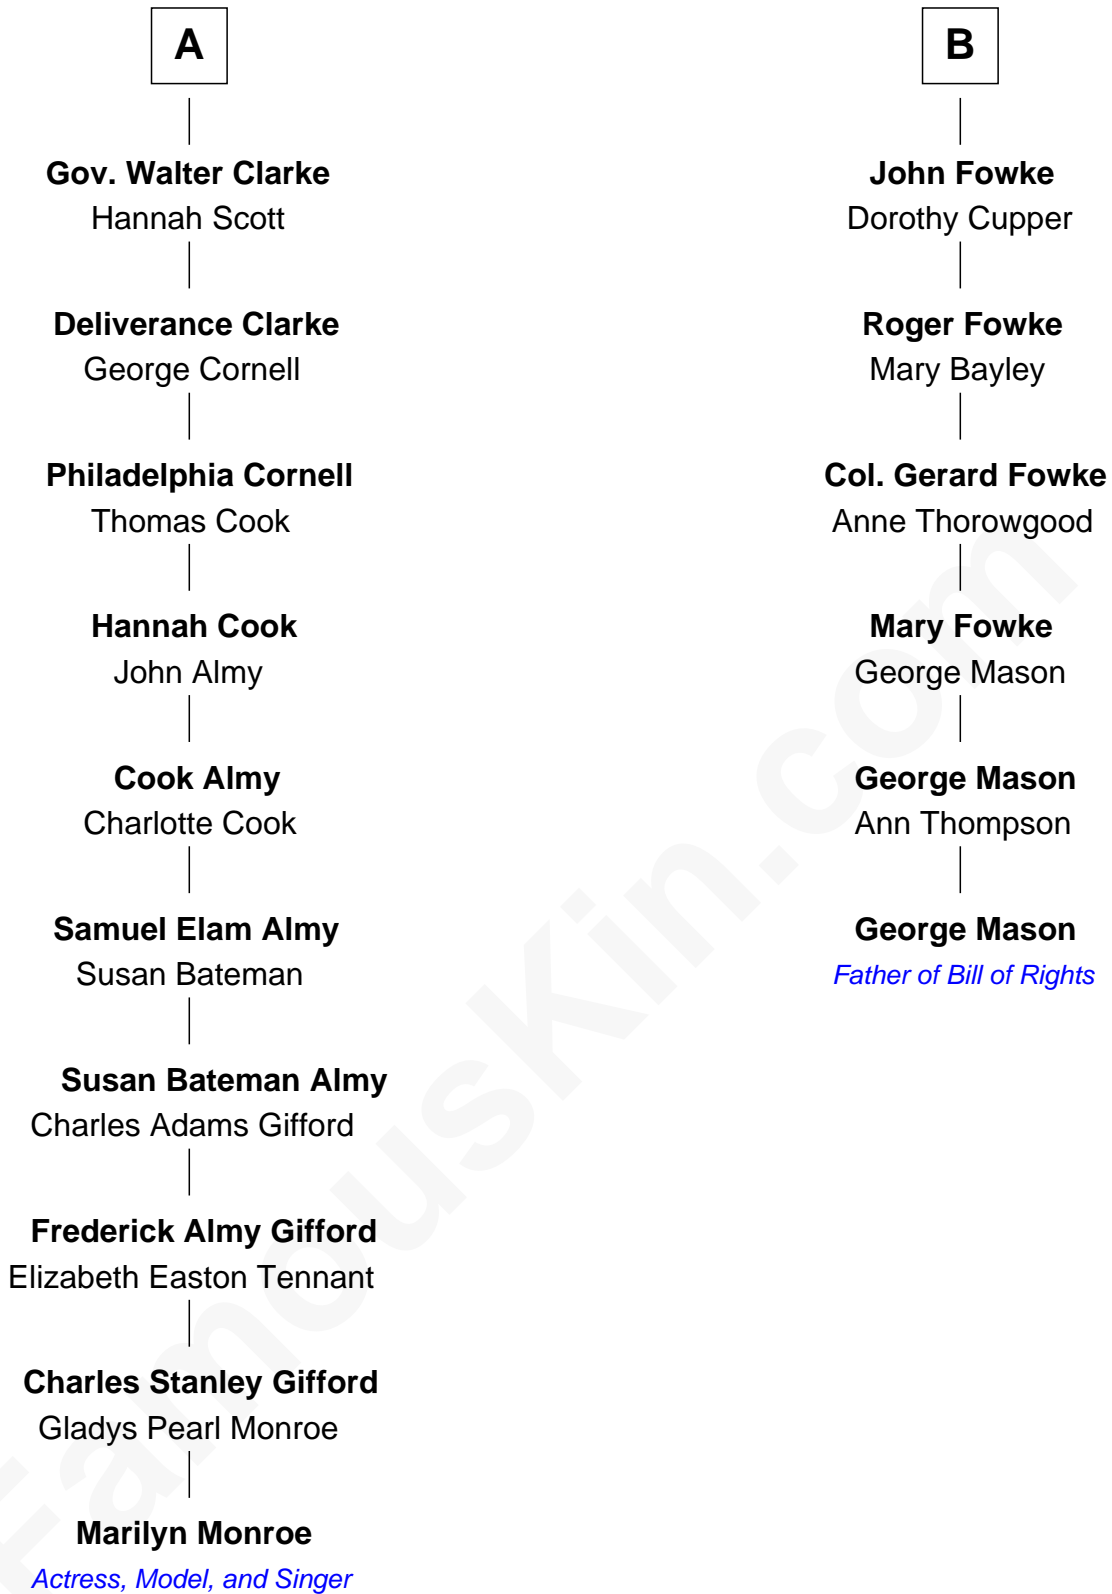 A
Gov. Walter Clarke
Hannah Scott
Deliverance Clarke
George Cornell
Philadelphia Cornell
Thomas Cook
Hannah Cook
John Almy
Cook Almy
Charlotte Cook
Samuel Elam Almy
Susan Bateman
Susan Bateman Almy
Charles Adams Gifford
Frederick Almy Gifford
Elizabeth Easton Tennant
Charles Stanley Gifford
Gladys Pearl Monroe
Marilyn Monroe
Actress, Model, and Singer
B
John Fowke
Dorothy Cupper
Roger Fowke
Mary Bayley
Col. Gerard Fowke
Anne Thorowgood
Mary Fowke
George Mason
George Mason
Ann Thompson
George Mason
Father of Bill of Rights
FamousKin.com